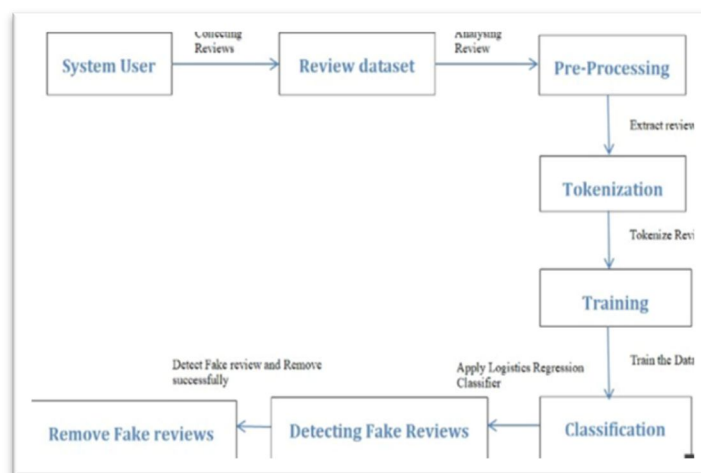 Collecting
Reviews
Analysing
Review
System User
Review dataset
Pre-Processing
Extract review
Tokenization
Tokenize Revi
Training
Train the Data
Detect Fake review and Remove
successfully
Apply Logistics Regression
Classifier
Remove Fake reviews
Detecting Fake Reviews
Classification